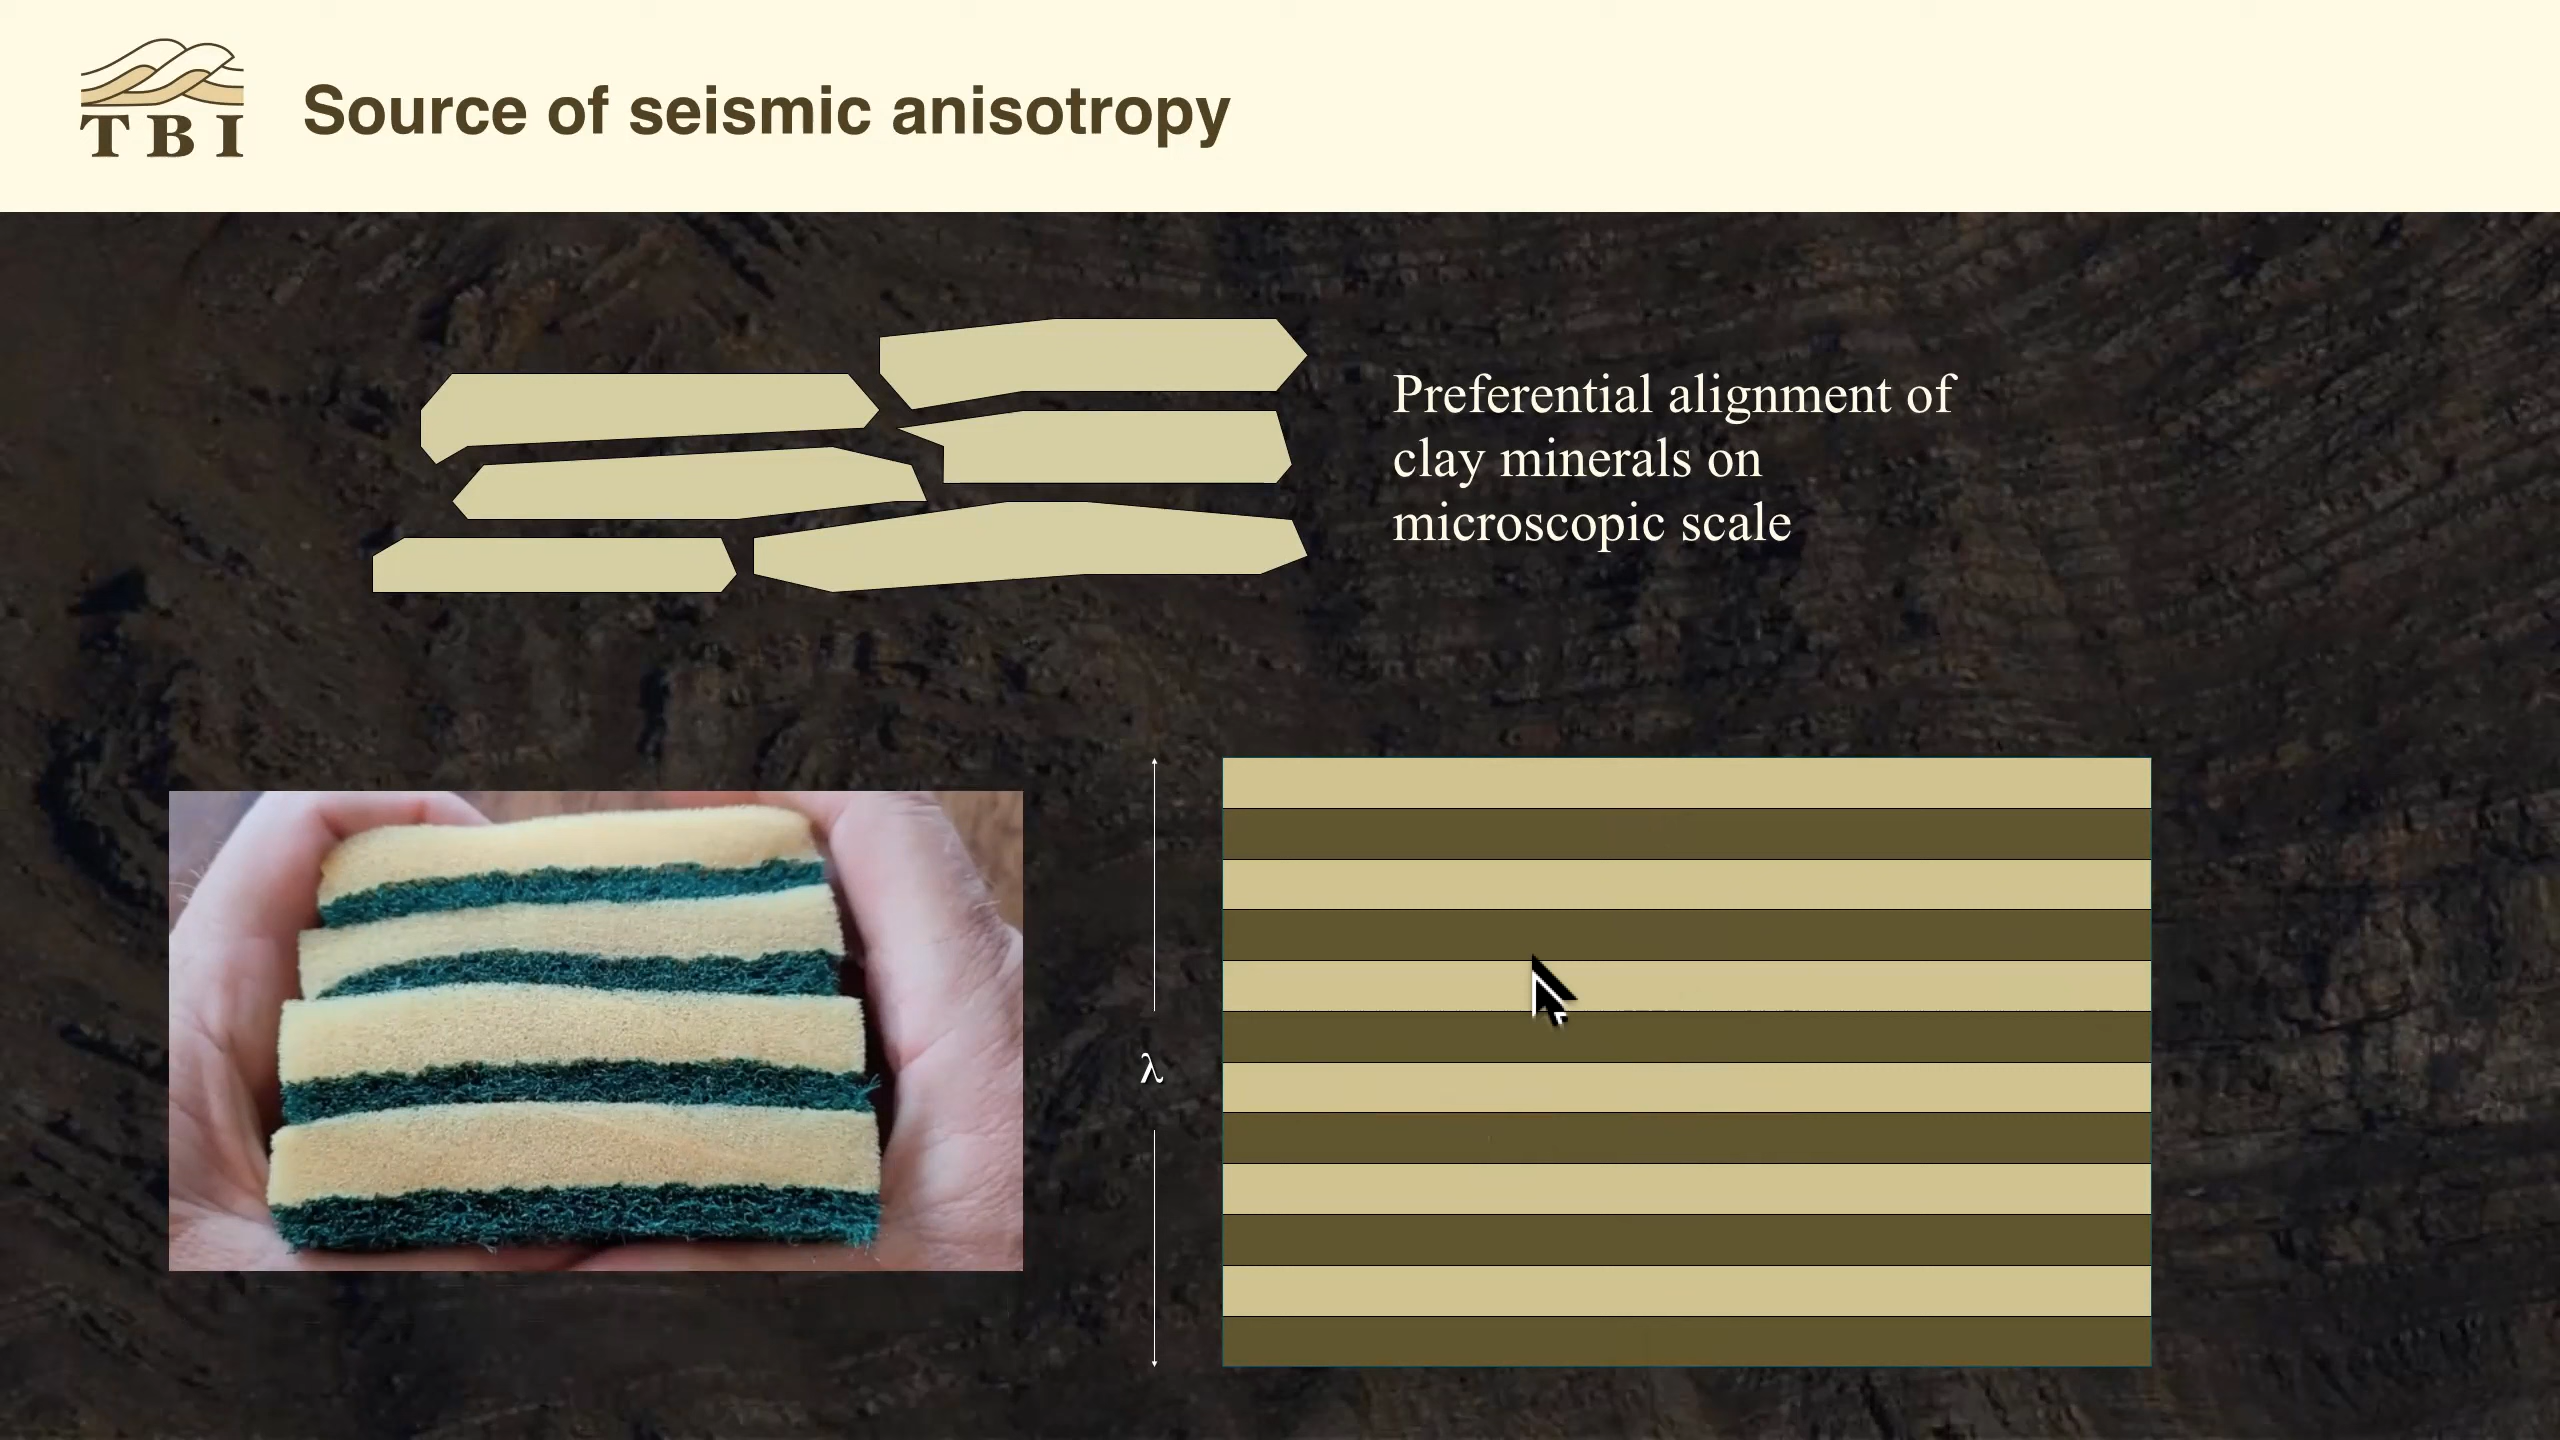 TBI
Source of seismic anisotropy
Preferential alignment of
clay minerals on
microscopic scale
λ